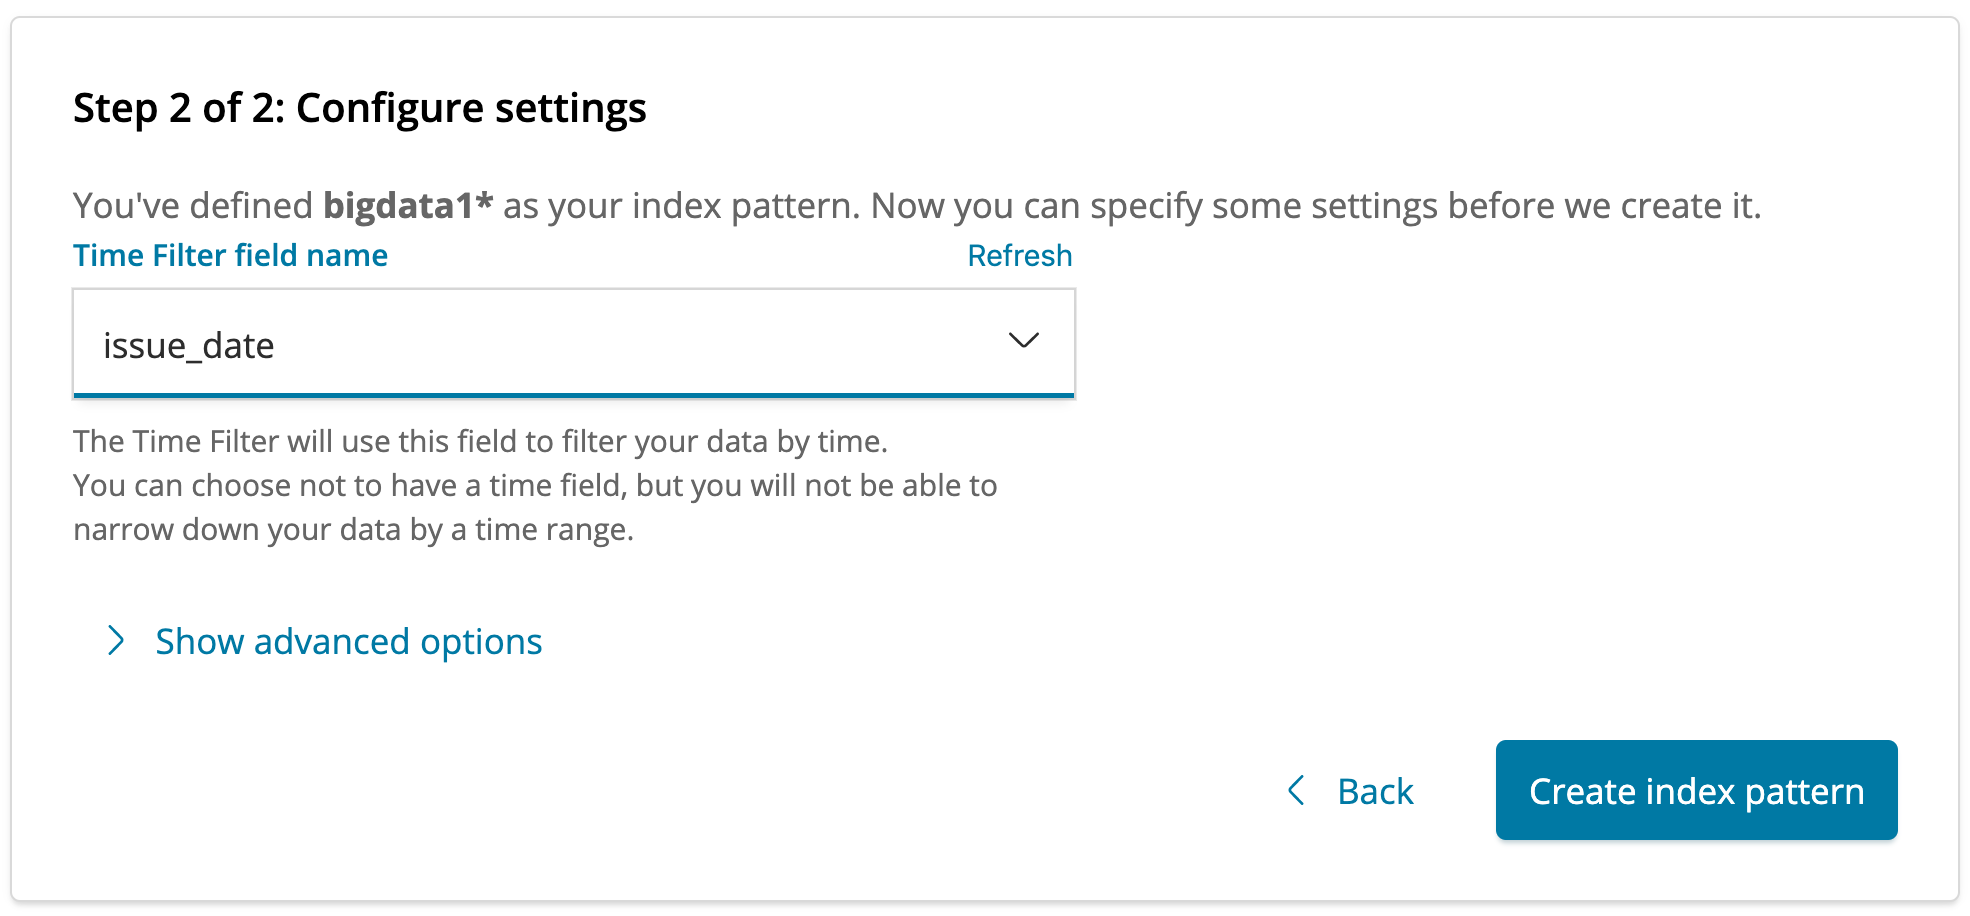 Step 2 of 2: Configure settings
You've defined bigdata1* as your index pattern. Now you can specify some settings before we create it.
Time Filter field name Refresh
issue_date
The Time Filter will use this field to filter your data by time.
You can choose not to have a time field, but you will not be able to
narrow down your data by a time range.
Show advanced options
Back Create index pattern